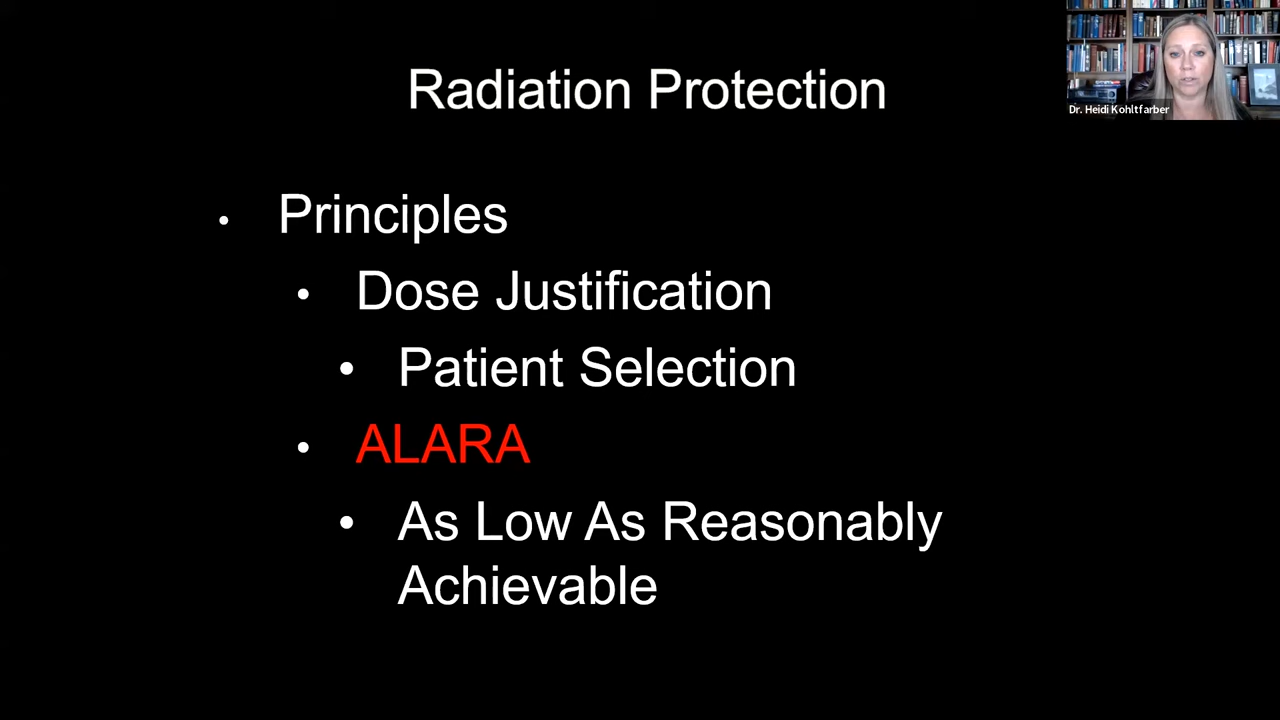 Radiation Protection
Dr. Heidi Kohltfarber
• Principles
• Dose Justification
• Patient Selection
• ALARA
• As Low As Reasonably
Achievable